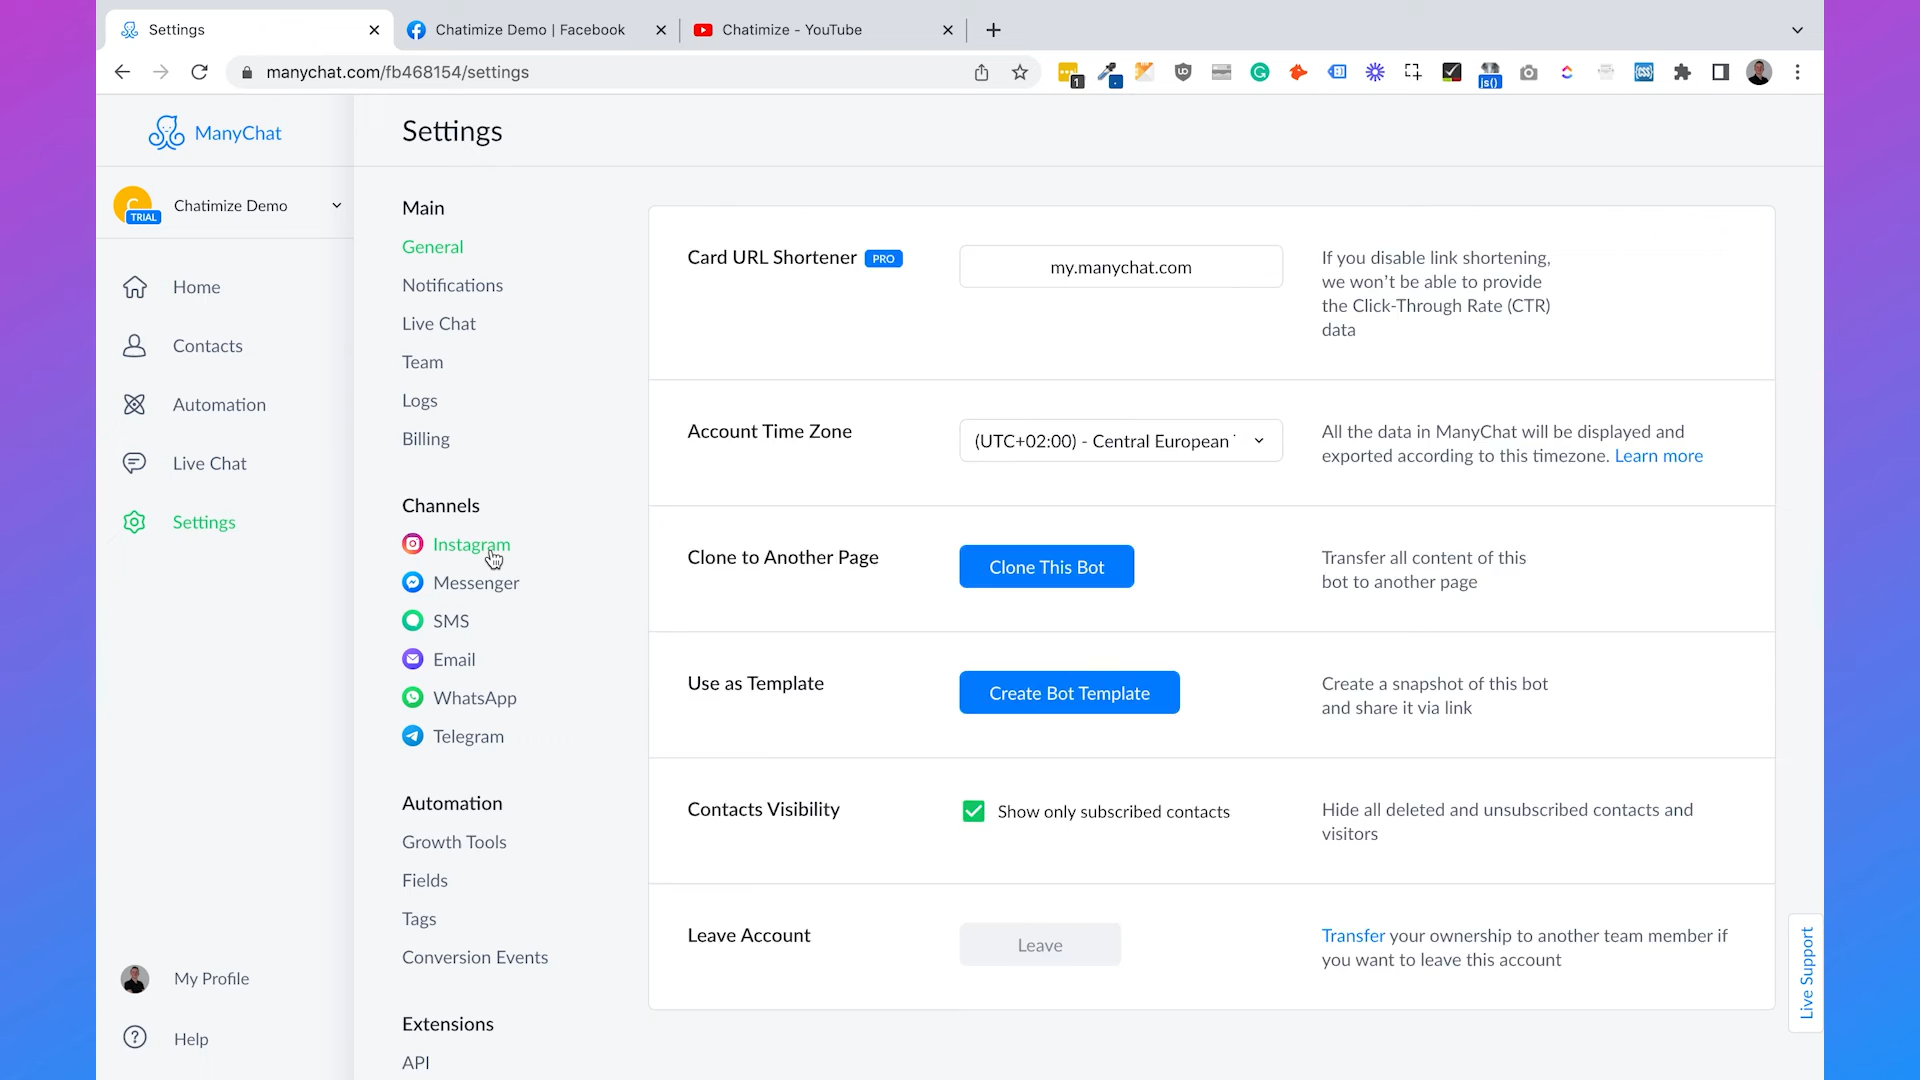 Settings
Chatimize Demo | Facebook
Chatimize - YouTube
manychat.com/fb468154/settings
1
js()
ManyChat
Settings
C
TRIAL
Chatimize Demo
Home
Contacts
Automation
Live Chat
Settings
My Profile
Help
Main
General
Notifications
Live Chat
Team
Logs
Billing
Channels
Instagram
Messenger
SMS
Email
WhatsApp
Telegram
Automation
Growth Tools
Fields
Tags
Conversion Events
Extensions
API
Card URL Shortener PRO
my.manychat.com
If you disable link shortening,
we won't be able to provide
the Click-Through Rate (CTR)
data
Account Time Zone
(UTC+02:00) - Central European
All the data in ManyChat will be displayed and
exported according to this timezone. Learn more
Clone to Another Page
Clone This Bot
Transfer all content of this
bot to another page
Use as Template
Create Bot Template
Create a snapshot of this bot
and share it via link
Contacts Visibility
Show only subscribed contacts
Hide all deleted and unsubscribed contacts and
visitors
Leave Account
Leave
Transfer your ownership to another team member if
you want to leave this account
Live Support